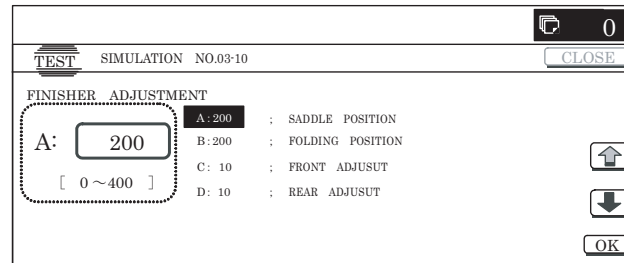 0
TEST SIMULATION NO.03-10 CLOSE
FINISHER ADJUSTMENT
A: 200
[ 0～400 ]
A:200 ; SADDLE POSITION
B:200 ; FOLDING POSITION
C: 10 ; FRONT ADJUSUT
D: 10 ; REAR ADJUSUT
OK